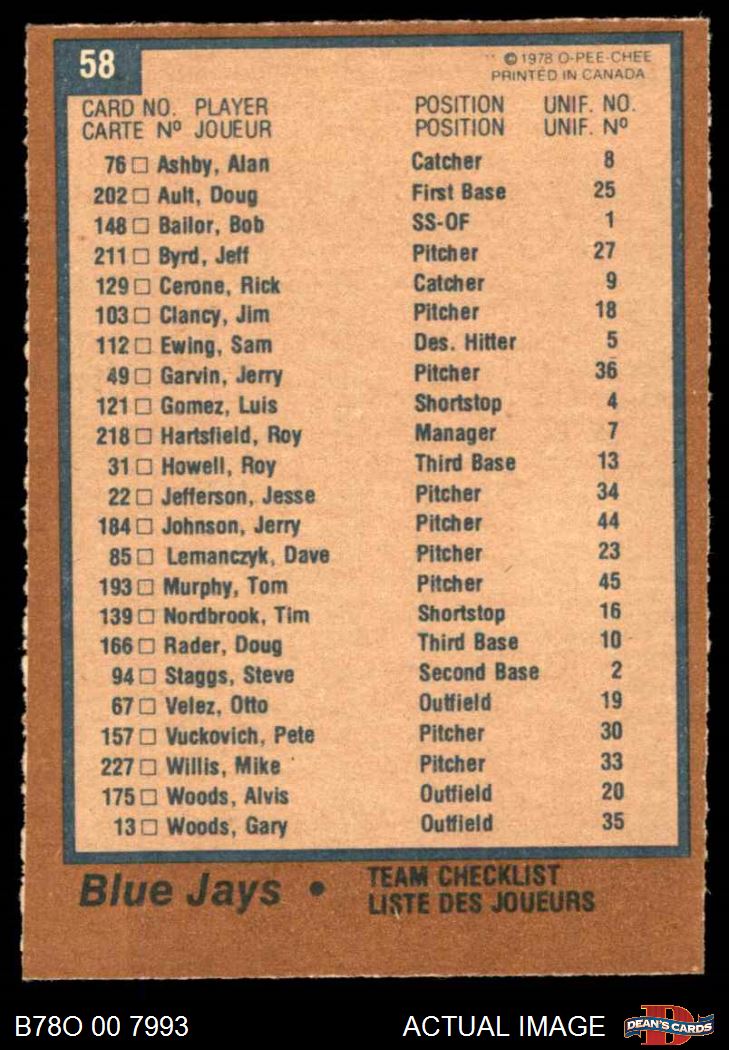 58
© 1978 O-PEE-CHEE
PRINTED IN CANADA
CARD NO. PLAYER POSITION UNIF. NO.
CARTE Nº JOUEUR POSITION UNIF. Nº
76 □ Ashby, Alan Catcher 8
202 □ Ault, Doug First Base 25
148 □ Bailor, Bob SS-OF 1
211 □ Byrd, Jeff Pitcher 27
129 □ Cerone, Rick Catcher 9
103 □ Clancy, Jim Pitcher 18
112 □ Ewing, Sam Des. Hitter 5
49 □ Garvin, Jerry Pitcher 36
121 □ Gomez, Luis Shortstop 4
218 □ Hartsfield, Roy Manager 7
31 □ Howell, Roy Third Base 13
22 □ Jefferson, Jesse Pitcher 34
184 □ Johnson, Jerry Pitcher 44
85 □ Lemanczyk, Dave Pitcher 23
193 □ Murphy, Tom Pitcher 45
139 □ Nordbrook, Tim Shortstop 16
166 □ Rader, Doug Third Base 10
94 □ Staggs, Steve Second Base 2
67 □ Velez, Otto Outfield 19
157 □ Vuckovich, Pete Pitcher 30
227 □ Willis, Mike Pitcher 33
175 □ Woods, Alvis Outfield 20
13 □ Woods, Gary Outfield 35
Blue Jays • TEAM CHECKLIST
LISTE DES JOUEURS
B78O 00 7993 ACTUAL IMAGE D DEAN'S CARDS